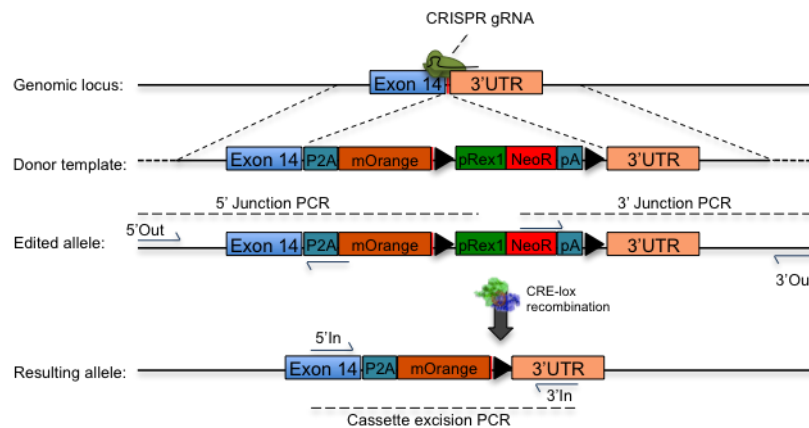 CRISPR gRNA
Genomic locus:
Exon 14
3'UTR
Donor template:
Exon 14
P2A
mOrange
pRex1
NeoR
pA
3'UTR
5' Junction PCR
3' Junction PCR
5'Out
Edited allele:
Exon 14
P2A
mOrange
pRex1
NeoR
pA
3'UTR
3'Ou
CRE-lox
recombination
5'In
Resulting allele:
Exon 14
P2A
mOrange
3'UTR
3'In
Cassette excision PCR